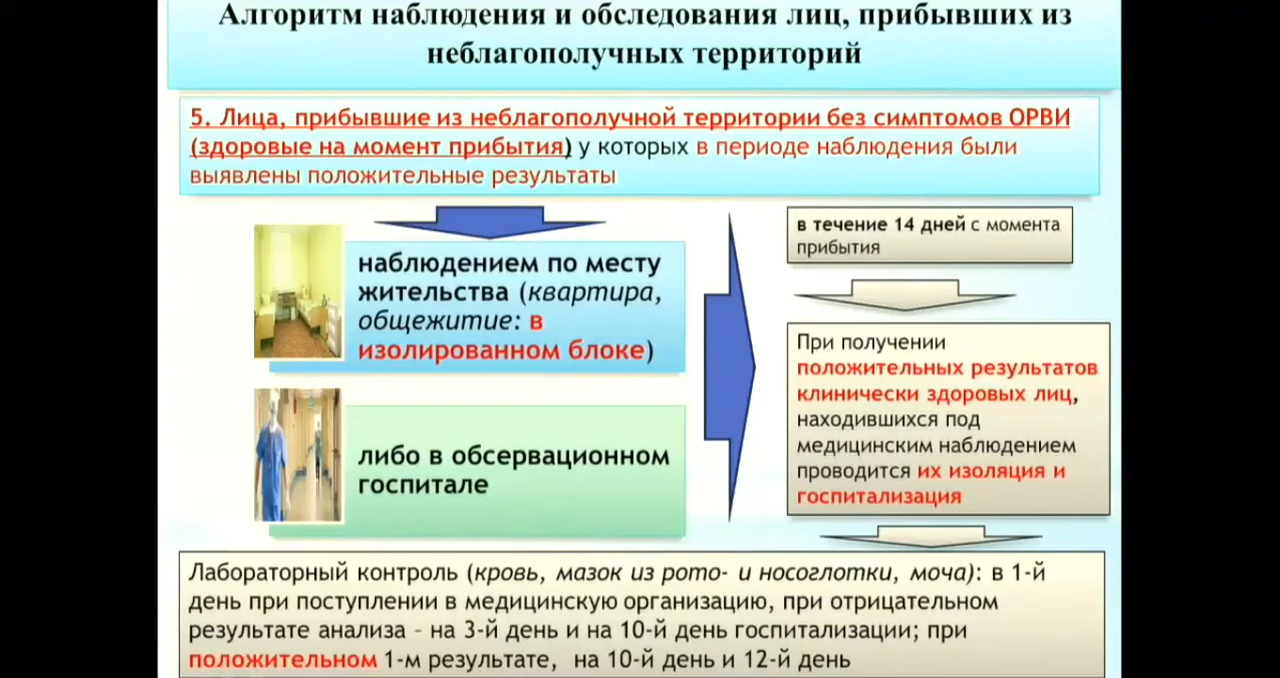 Алгоритм наблюдения и обследования лиц, прибывших из
неблагополучных территорий
5. Лица, прибывшие из неблагополучной территории без симптомов ОРВИ
(здоровые на момент прибытия) у которых в периоде наблюдения были
выявлены положительные результаты
наблюдением по месту
жительства (квартира,
общежитие: в
изолированном блоке)
либо в обсервационном
госпитале
в течение 14 дней с момента
прибытия
При получении
положительных результатов
клинически здоровых лиц,
находившихся под
медицинским наблюдением
проводится их изоляция и
госпитализация
Лабораторный контроль (кровь, мазок из рото- и носоглотки, моча): в 1-й
день при поступлении в медицинскую организацию, при отрицательном
результате анализа – на 3-й день и на 10-й день госпитализации; при
положительном 1-м результате, на 10-й день и 12-й день